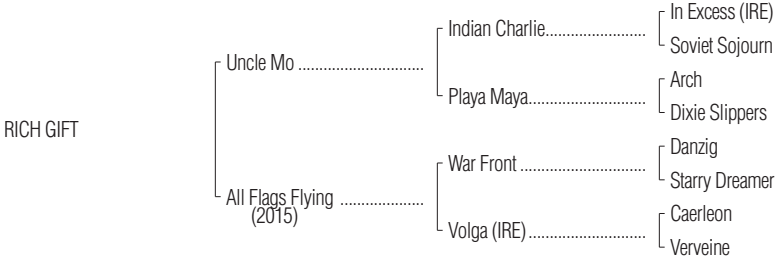 In Excess (IRE)
Indian Charlie..........................
Soviet Sojourn
Uncle Mo ..............................
Arch
Playa Maya..............................
Dixie Slippers
RICH GIFT
Danzig
War Front ..............................
Starry Dreamer
All Flags Flying ....................
(2015)
Caerleon
Volga (IRE)..............................
Verveine